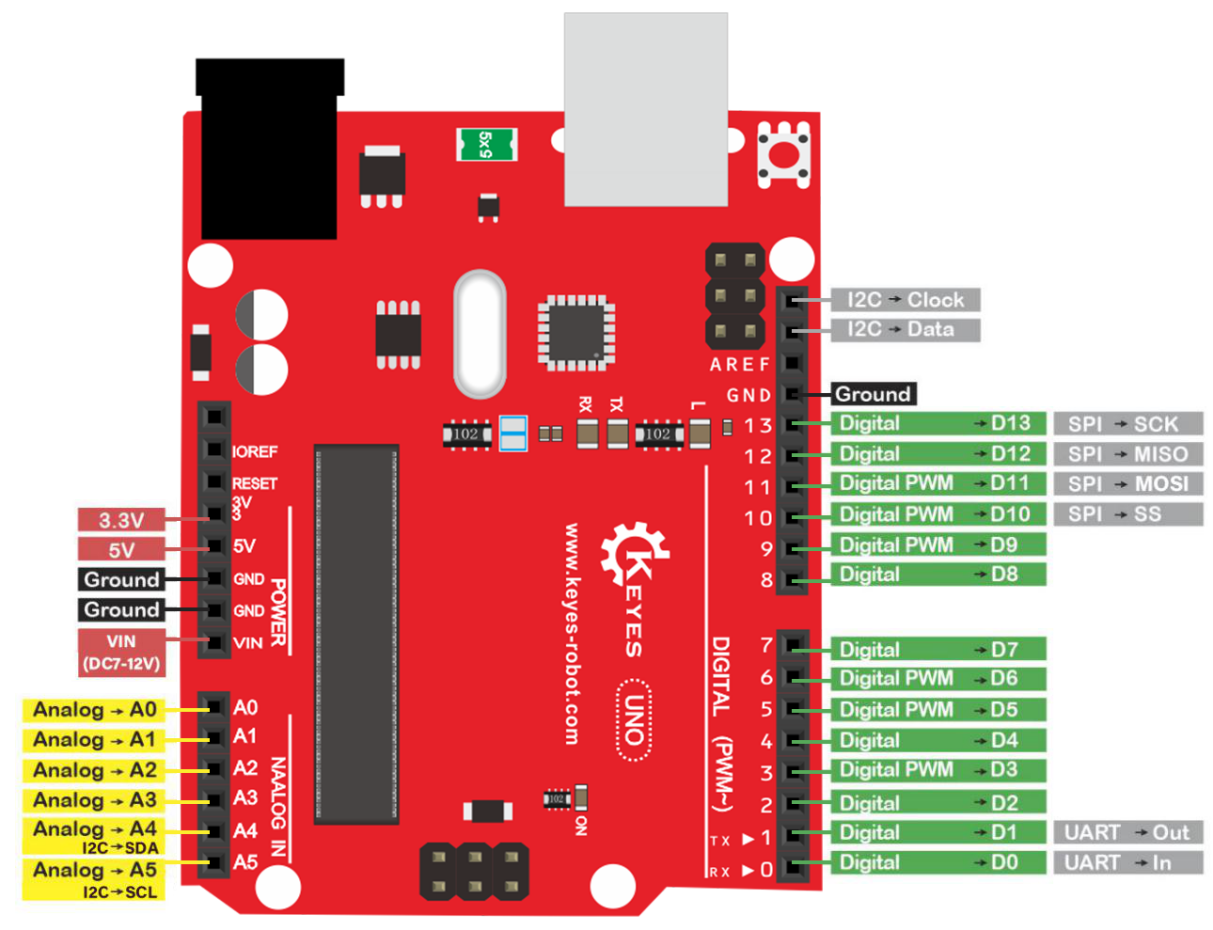 5x9
I2C → Clock
I2C → Data
AREF
GND
Ground
RX
TX
L
102
102
13
Digital → D13
SPI → SCK
12
Digital → D12
SPI → MISO
11
Digital PWM → D11
SPI → MOSI
10
Digital PWM → D10
SPI → SS
9
Digital PWM → D9
8
Digital → D8
IOREF
RESET
3V
3
3.3V
5V
5V
Ground
GND
Ground
GND
VIN
(DC7-12V)
VIN
POWER
www.keyes-robot.com
KEYES
UNO
7
Digital → D7
6
Digital PWM → D6
5
Digital PWM → D5
4
Digital → D4
3
Digital PWM → D3
2
Digital → D2
TX ▶ 1
Digital → D1
UART → Out
RX ▶ 0
Digital → D0
UART → In
DIGITAL (PWM~)
Analog → A0
A0
Analog → A1
A1
Analog → A2
A2
Analog → A3
A3
Analog → A4
I2C → SDA
A4
Analog → A5
I2C → SCL
A5
NAALOG IN
102
ON